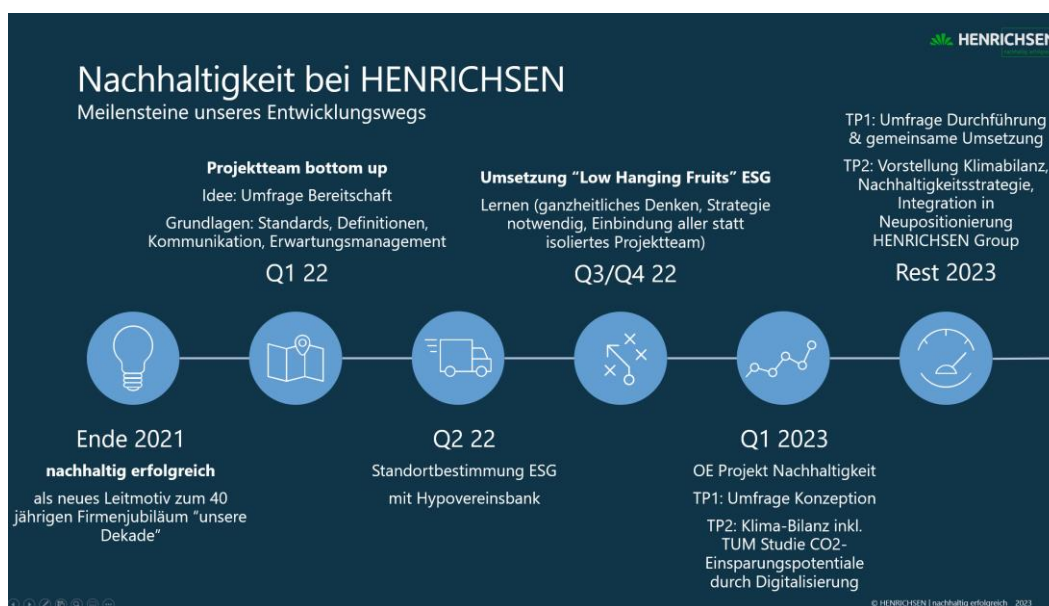 HENRICHSEN
Nachhaltigkeit bei HENRICHSEN
Meilensteine unseres Entwicklungswegs
Projektteam bottom up
Idee: Umfrage Bereitschaft
Grundlagen: Standards, Definitionen,
Kommunikation, Erwartungsmanagement
Q1 22
Umsetzung “Low Hanging Fruits” ESG
Lernen (ganzheitliches Denken, Strategie
notwendig, Einbindung aller statt
isoliertes Projektteam)
Q3/Q4 22
TP1: Umfrage Durchführung
& gemeinsame Umsetzung
TP2: Vorstellung Klimabilanz,
Nachhaltigkeitsstrategie,
Integration in
Neupositionierung
HENRICHSEN Group
Rest 2023
Ende 2021
nachhaltig erfolgreich
als neues Leitmotiv zum 40
jährigen Firmenjubiläum “unsere
Dekade”
Q2 22
Standortbestimmung ESG
mit Hypovereinsbank
Q1 2023
OE Projekt Nachhaltigkeit
TP1: Umfrage Konzeption
TP2: Klima-Bilanz inkl.
TUM Studie CO2-
Einsparungspotentiale
durch Digitalisierung
© HENRICHSEN | nachhaltig erfolgreich 2023